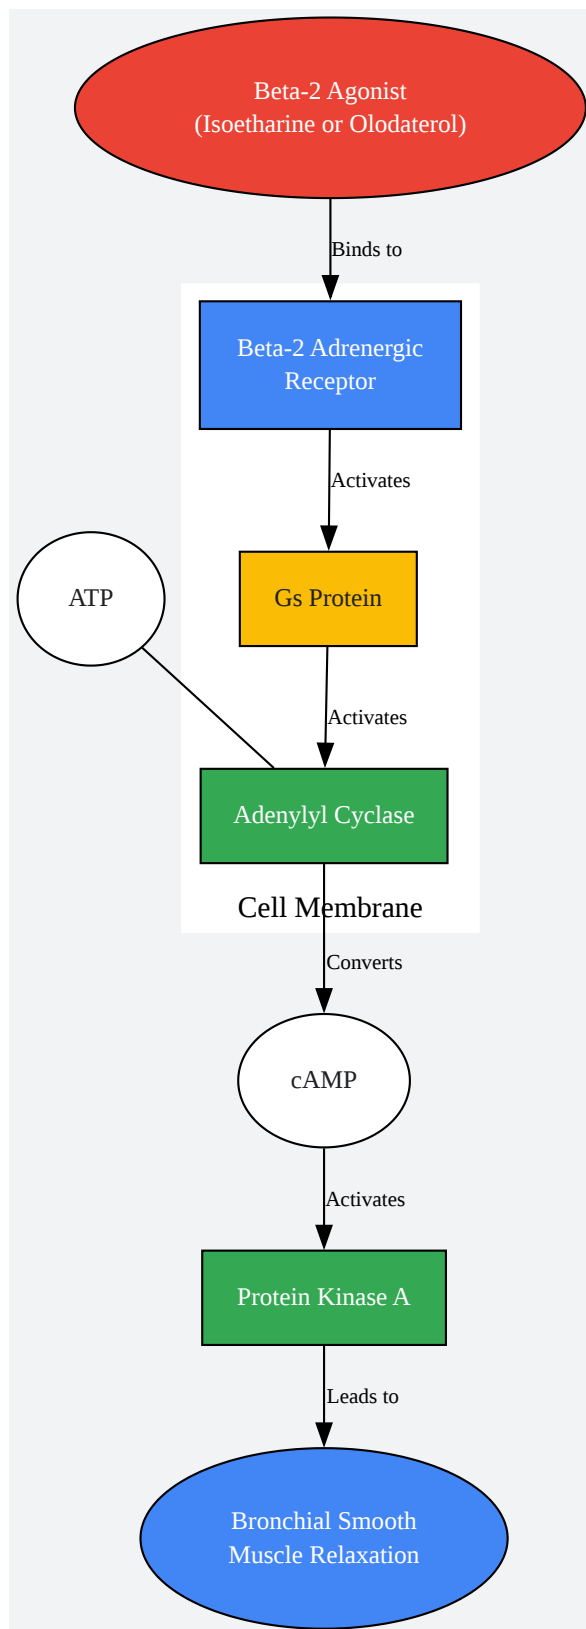 Beta-2 Agonist
(Isoetharine or Olodaterol)
Binds to
Beta-2 Adrenergic
Receptor
Activates
ATP
Gs Protein
Activates
Adenylyl Cyclase
Cell Membrane
Converts
cAMP
Activates
Protein Kinase A
Leads to
Bronchial Smooth
Muscle Relaxation